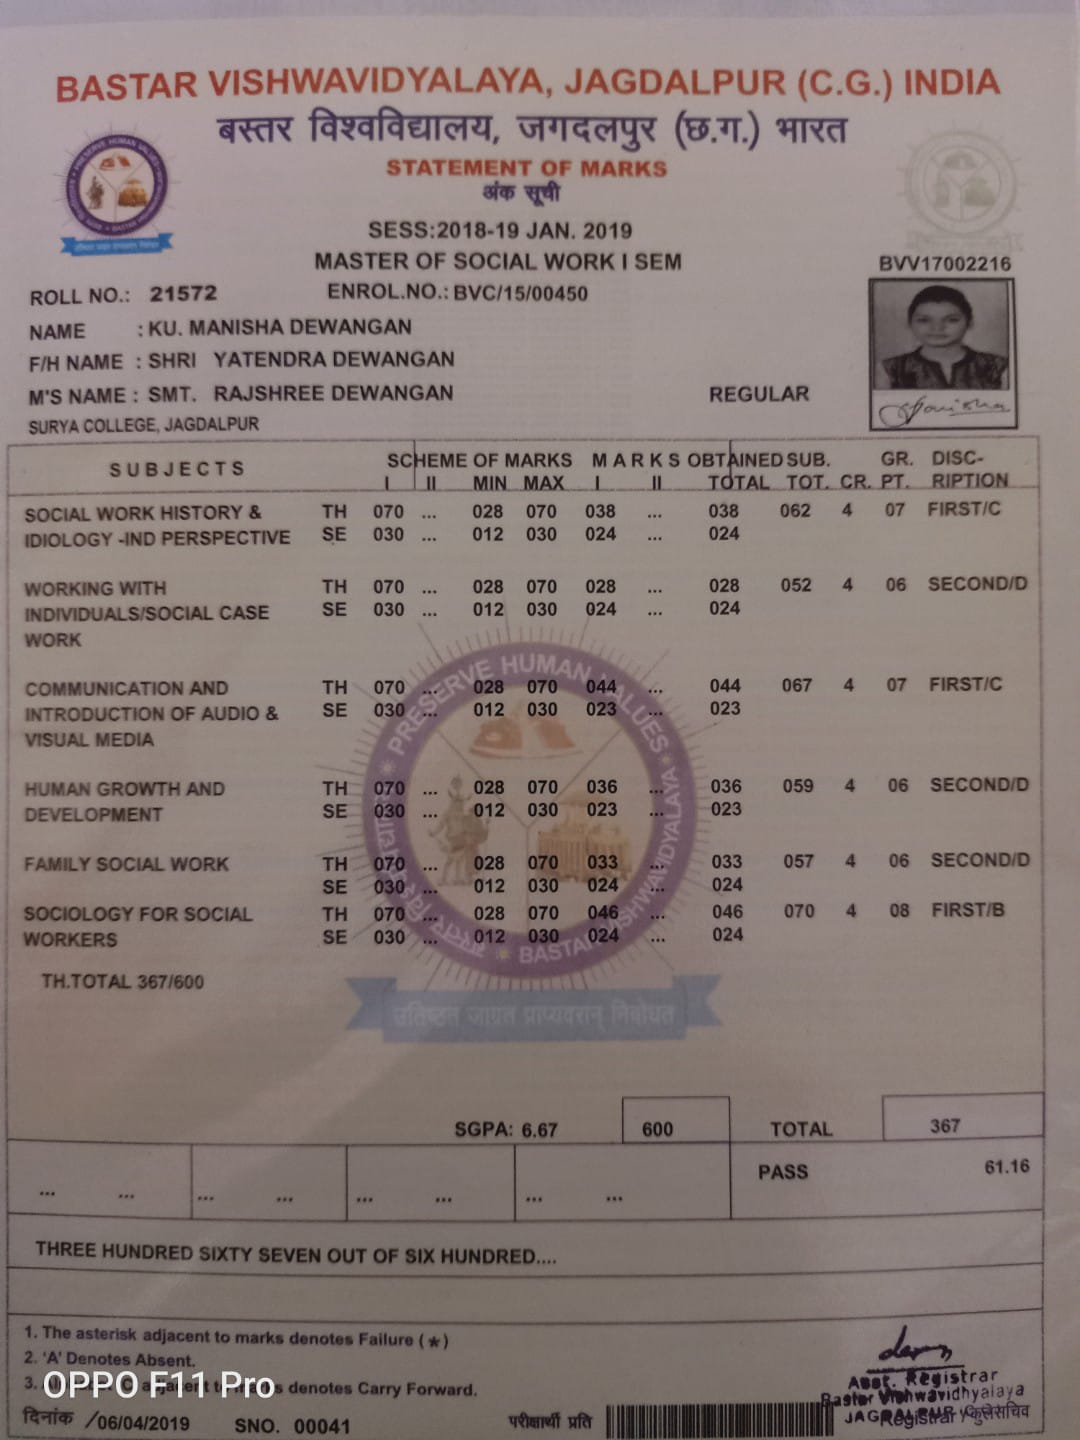 BASTAR VISHWAVIDYALAYA, JAGDALPUR (C.G.) INDIA
बस्तर विश्वविद्यालय, जगदलपुर (छ.ग.) भारत
STATEMENT OF MARKS
अंक सूची
SESS:2018-19 JAN. 2019
MASTER OF SOCIAL WORK I SEM
BVV17002216
ROLL NO.: 21572 ENROL.NO.: BVC/15/00450
NAME : KU. MANISHA DEWANGAN
F/H NAME : SHRI YATENDRA DEWANGAN
M'S NAME : SMT. RAJSHREE DEWANGAN REGULAR
SURYA COLLEGE, JAGDALPUR
SUBJECTS SCHEME OF MARKS MARKS OBTAINED SUB. GR. DISC-
I II MIN MAX I II TOTAL TOT. CR. PT. RIPTION
SOCIAL WORK HISTORY & TH 070 ... 028 070 038 ... 038 062 4 07 FIRST/C
IDIOLOGY -IND PERSPECTIVE SE 030 ... 012 030 024 ... 024
WORKING WITH TH 070 ... 028 070 028 ... 028 052 4 06 SECOND/D
INDIVIDUALS/SOCIAL CASE SE 030 ... 012 030 024 ... 024
WORK
COMMUNICATION AND TH 070 ... 028 070 044 ... 044 067 4 07 FIRST/C
INTRODUCTION OF AUDIO & SE 030 ... 012 030 023 ... 023
VISUAL MEDIA
HUMAN GROWTH AND TH 070 ... 028 070 036 ... 036 059 4 06 SECOND/D
DEVELOPMENT SE 030 ... 012 030 023 ... 023
FAMILY SOCIAL WORK TH 070 ... 028 070 033 ... 033 057 4 06 SECOND/D
SE 030 ... 012 030 024 ... 024
SOCIOLOGY FOR SOCIAL TH 070 ... 028 070 046 ... 046 070 4 08 FIRST/B
WORKERS SE 030 ... 012 030 024 ... 024
TH.TOTAL 367/600
PRESERVE HUMAN VALUES
BASTAR VISHWAVIDYALAYA
उतिष्ठत जाग्रत प्राप्यवरान् निबोधत
SGPA: 6.67 600 TOTAL 367
PASS 61.16
... ... ... ... ... ... ... ...
THREE HUNDRED SIXTY SEVEN OUT OF SIX HUNDRED....
1. The asterisk adjacent to marks denotes Failure (*)
2. 'A' Denotes Absent.
3. denotes Carry Forward.
OPPO F11 Pro
Asst. Registrar
Bastar Vishwavidhyalaya
JAGDALPUR
Registrar / कुलसचिव
दिनांक /06/04/2019 SNO. 00041 परीक्षार्थी प्रति